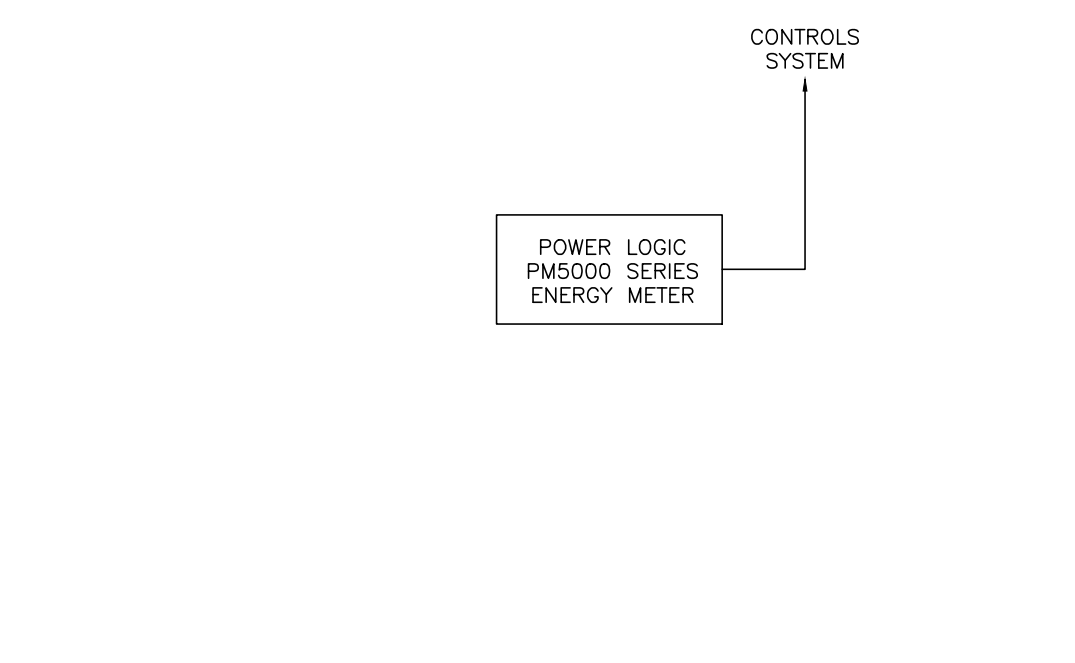 CONTROLS
SYSTEM
POWER LOGIC
PM5000 SERIES
ENERGY METER